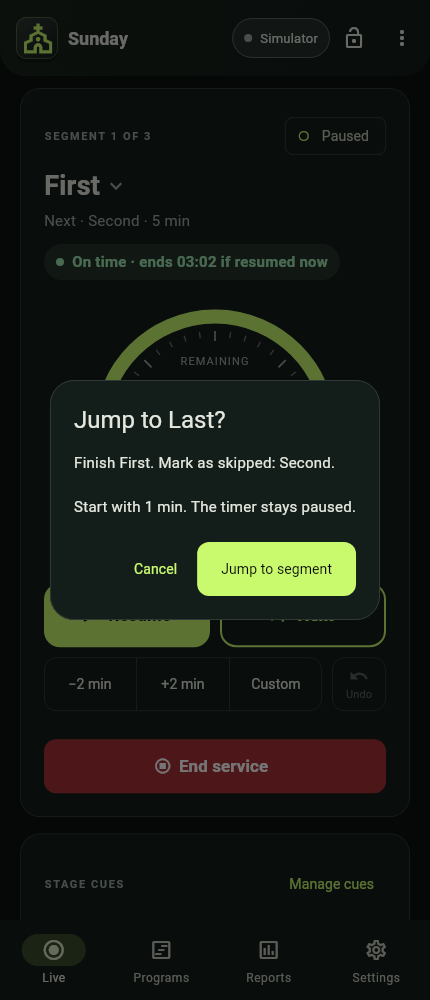 Sunday
Simulator
SEGMENT 1 OF 3
Paused
First
Next · Second · 5 min
On time · ends 03:02 if resumed now
REMAINING
Jump to Last?
Finish First. Mark as skipped: Second.
Start with 1 min. The timer stays paused.
Cancel
Jump to segment
−2 min
+2 min
Custom
Undo
End service
STAGE CUES
Manage cues
Live
Programs
Reports
Settings